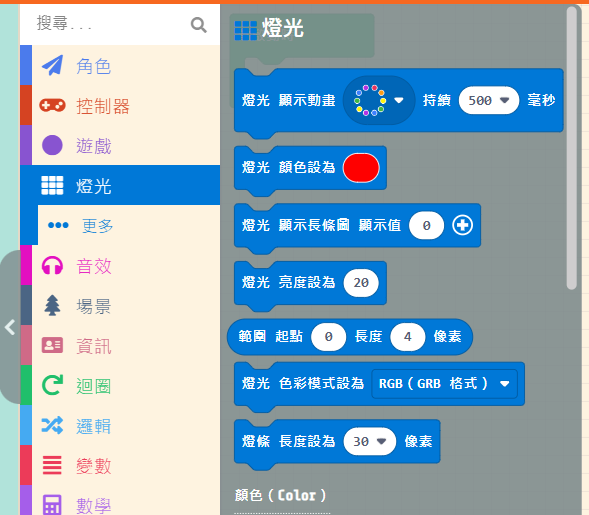 搜尋...
角色
控制器
遊戲
燈光
更多
音效
場景
資訊
迴圈
邏輯
變數
數學
燈光
燈光 顯示動畫 持續 500 毫秒
燈光 顏色設為
燈光 顯示長條圖 顯示值 0
燈光 亮度設為 20
範圍 起點 0 長度 4 像素
燈光 色彩模式設為 RGB（GRB 格式）
燈條 長度設為 30 像素
顏色（Color）